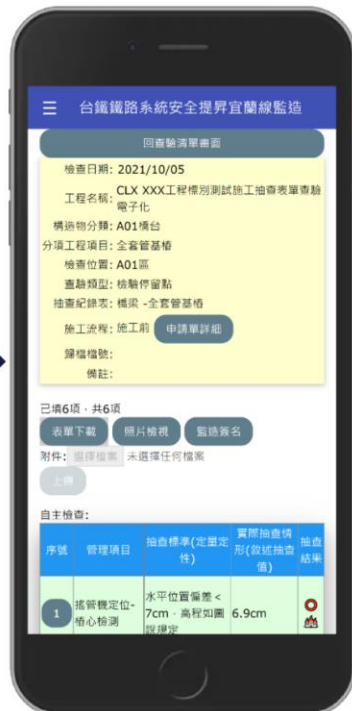 台鐵鐵路系統安全提昇宜蘭線監造
回查驗清單畫面
檢查日期: 2021/10/05
工程名稱: CLX XXX工程標別測試施工抽查表單查驗
電子化
構造物分類: A01橋台
分項工程項目: 全套管基樁
檢查位置: A01區
查驗類型: 檢驗停留點
抽查紀錄表: 橋梁 -全套管基樁
施工流程: 施工前 申請單詳細
歸檔檔號:
備註:
已填6項，共6項
表單下載 照片檢視 監造簽名
附件: 選擇檔案 未選擇任何檔案
上傳
自主檢查:
序號 管理項目 抽查標準(定量定性) 實際抽查情形(敘述抽查值) 抽查結果
1 搖管機定位-樁心檢測 水平位置偏差 < 7cm，高程如圖說規定 6.9cm